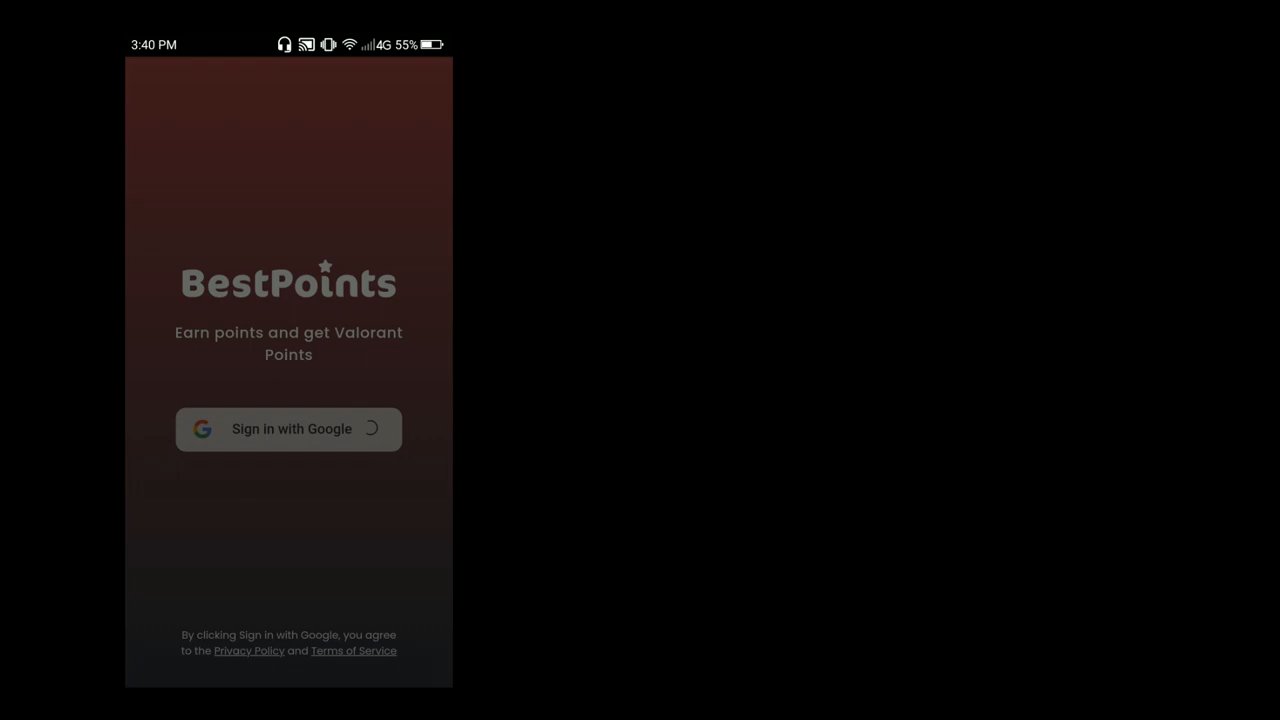 3:40 PM 4G 55%
BestPoints
Earn points and get Valorant
Points
Sign in with Google
By clicking Sign in with Google, you agree
to the Privacy Policy and Terms of Service